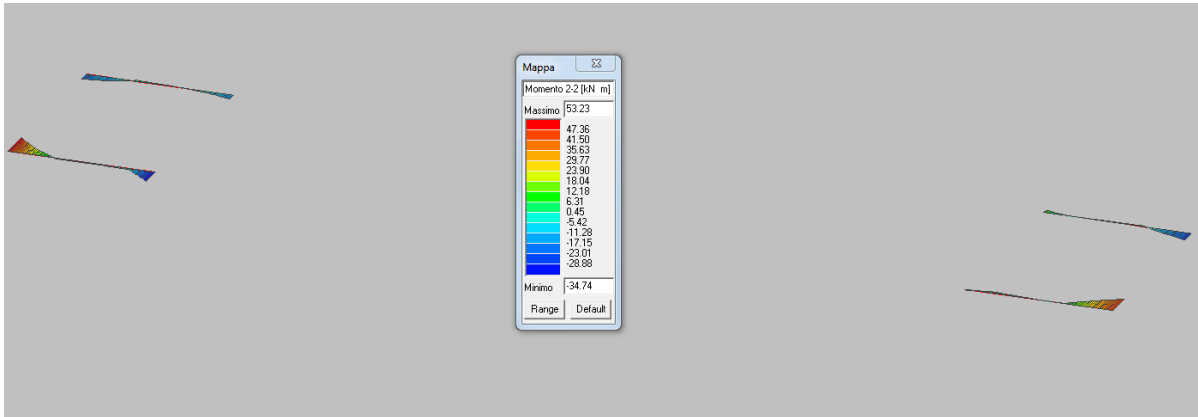 Mappa
Momento 2-2 [kN m]
Massimo 53.23
47.36
41.50
35.63
29.77
23.90
18.04
12.18
6.31
0.45
-5.42
-11.28
-17.15
-23.01
-28.88
Minimo -34.74
Range Default